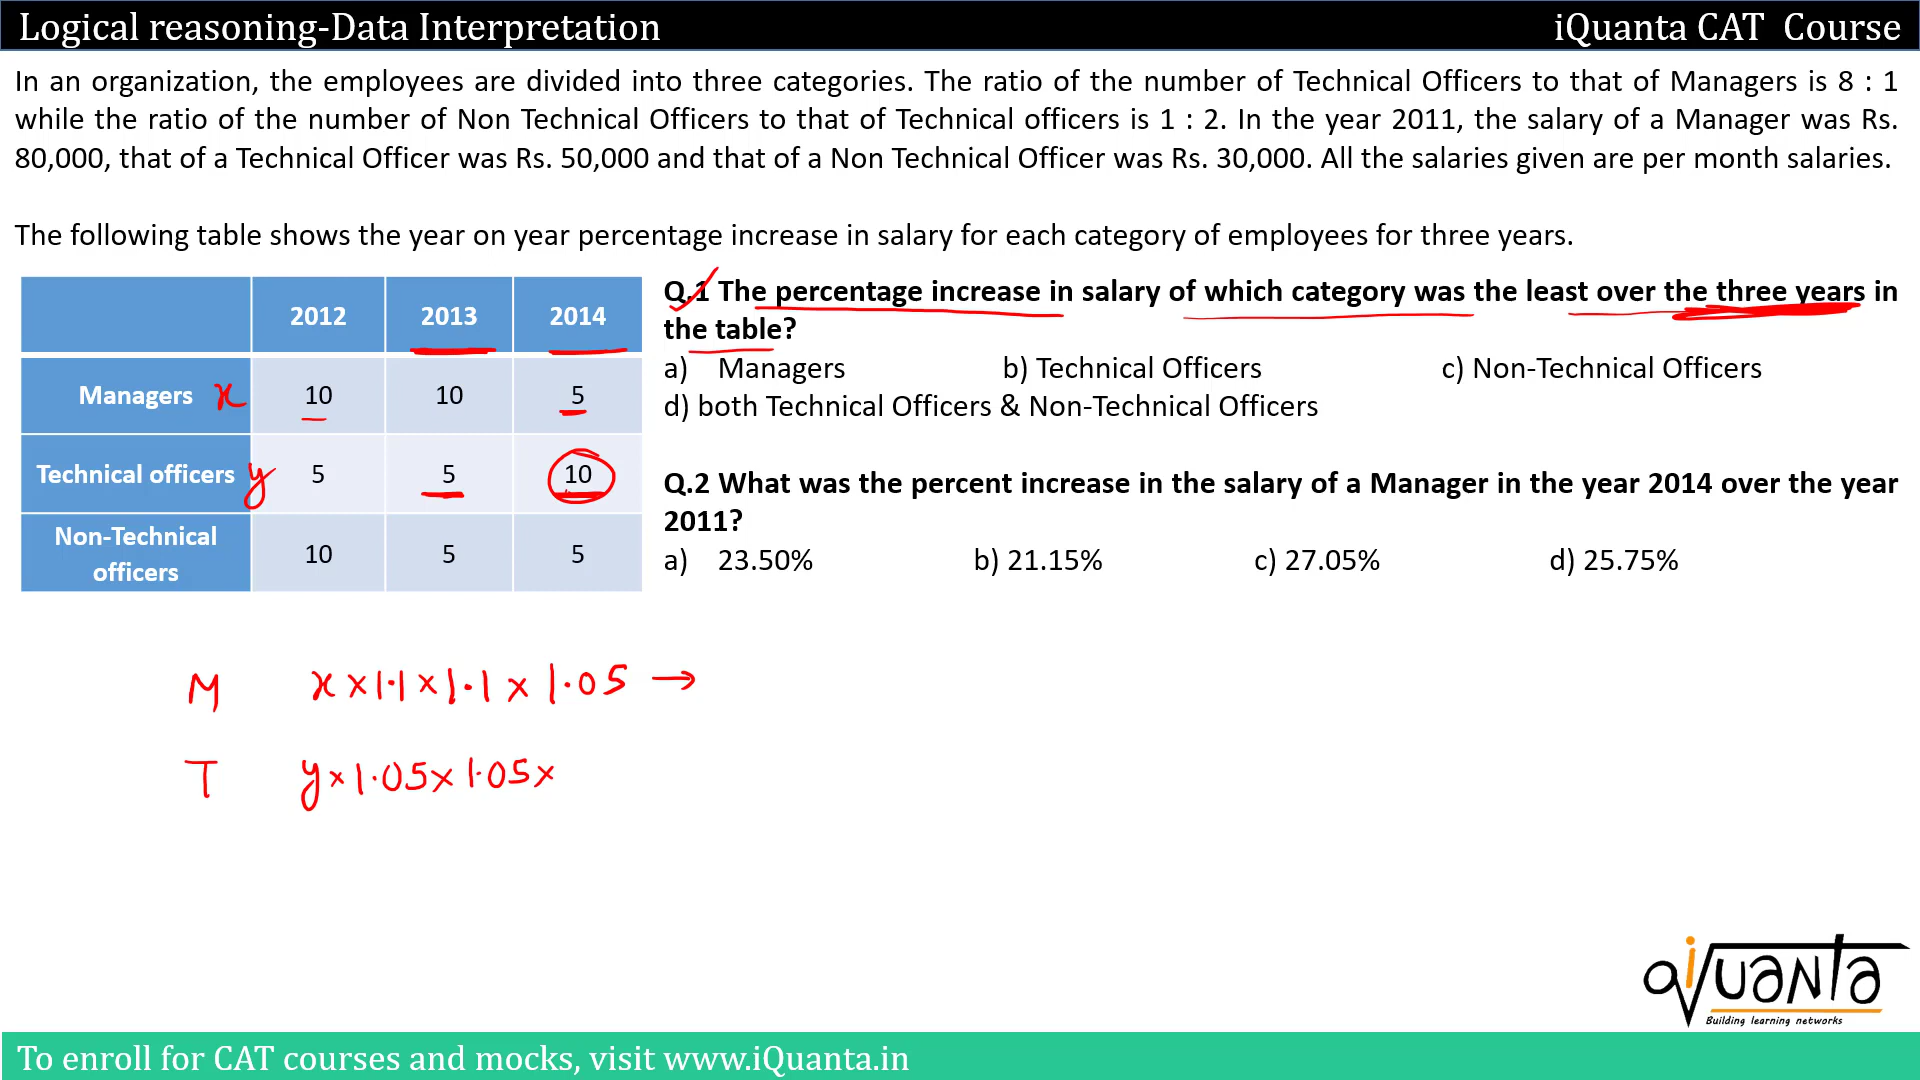 Logical reasoning-Data Interpretation
iQuanta CAT Course
In an organization, the employees are divided into three categories. The ratio of the number of Technical Officers to that of Managers is 8 : 1
while the ratio of the number of Non Technical Officers to that of Technical officers is 1 : 2. In the year 2011, the salary of a Manager was Rs.
80,000, that of a Technical Officer was Rs. 50,000 and that of a Non Technical Officer was Rs. 30,000. All the salaries given are per month salaries.
The following table shows the year on year percentage increase in salary for each category of employees for three years.
2012 2013 2014
Managers x 10 10 5
Technical officers y 5 5 10
Non-Technical
officers 10 5 5
Q.1 The percentage increase in salary of which category was the least over the three years in
the table?
a) Managers b) Technical Officers c) Non-Technical Officers
d) both Technical Officers & Non-Technical Officers
Q.2 What was the percent increase in the salary of a Manager in the year 2014 over the year
2011?
a) 23.50% b) 21.15% c) 27.05% d) 25.75%
M x × 1.1 × 1.1 × 1.05 →
T y × 1.05 × 1.05 ×
iQuanta
Building learning networks
To enroll for CAT courses and mocks, visit www.iQuanta.in